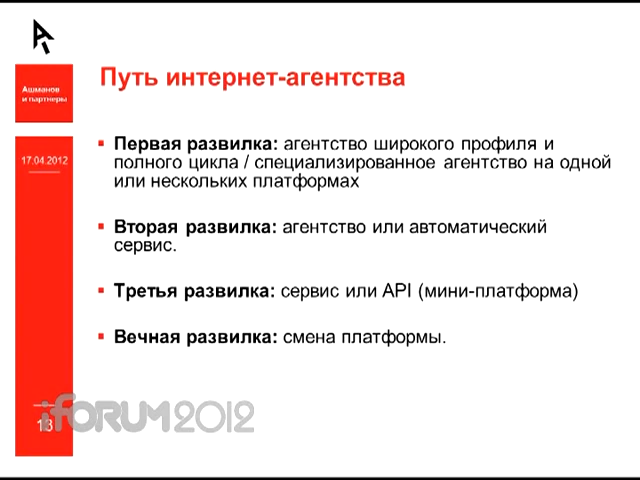 Ашманов
и партнеры
Путь интернет-агентства
17.04.2012
Первая развилка: агентство широкого профиля и
полного цикла / специализированное агентство на одной
или нескольких платформах
Вторая развилка: агентство или автоматический
сервис.
Третья развилка: сервис или API (мини-платформа)
Вечная развилка: смена платформы.
13
iFORUM2012